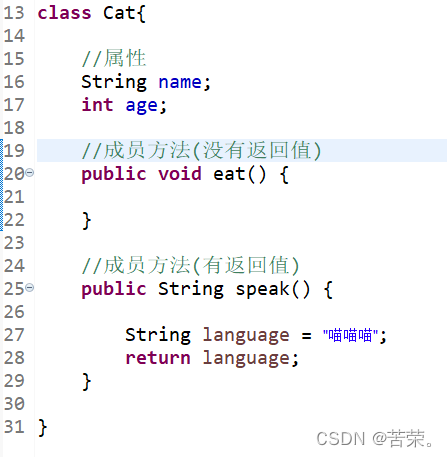 13 class Cat{
14
15     //属性
16     String name;
17     int age;
18
19     //成员方法(没有返回值)
20     public void eat() {
21
22     }
23
24     //成员方法(有返回值)
25     public String speak() {
26
27         String language = "喵喵喵";
28         return language;
29     }
30
31 }
CSDN @苦荣。